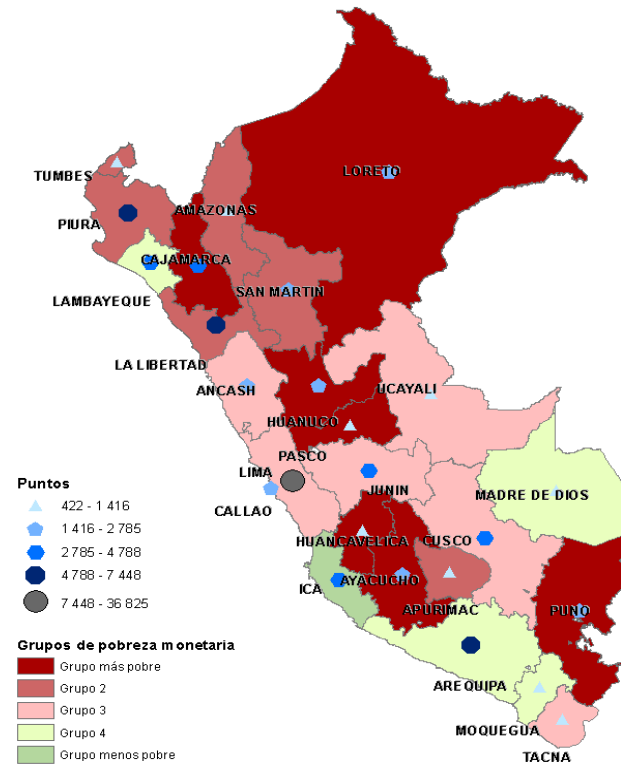 LORETO
TUMBES
AMAZONAS
PIURA
CAJAMARCA
SAN MARTIN
LAMBAYEQUE
LA LIBERTAD
ANCASH
UCAYALI
HUANUCO
PASCO
LIMA
JUNIN
MADRE DE DIOS
CALLAO
HUANCAVELICA
CUSCO
ICA
AYACUCHO
APURIMAC
PUNO
AREQUIPA
MOQUEGUA
TACNA
Puntos
422 - 1 416
1 416 - 2 785
2 785 - 4 788
4 788 - 7 448
7 448 - 36 825
Grupos de pobreza monetaria
Grupo más pobre
Grupo 2
Grupo 3
Grupo 4
Grupo menos pobre